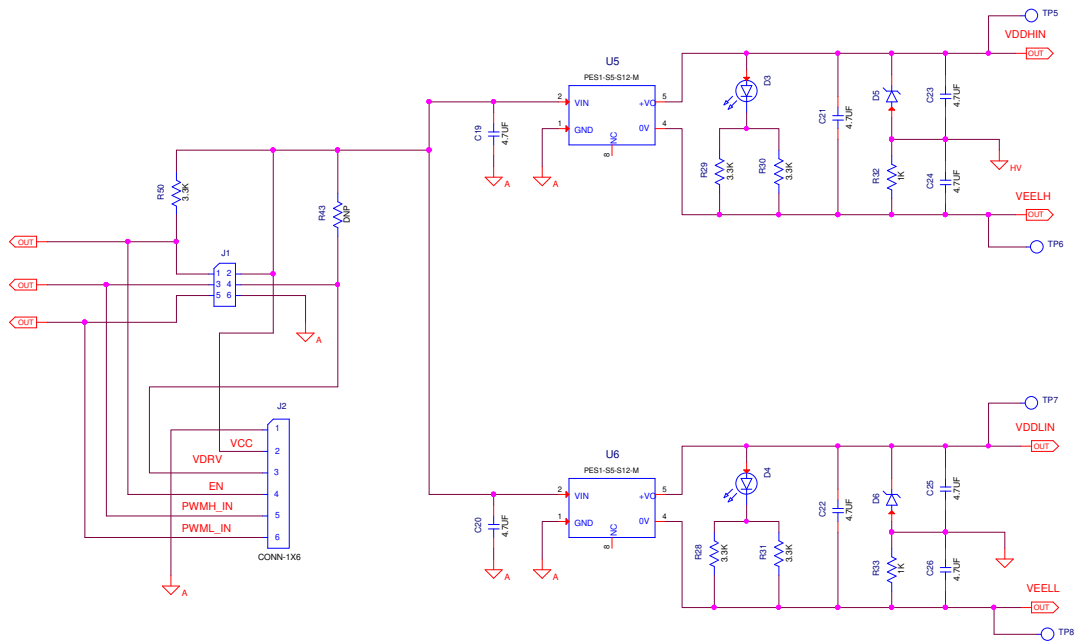 TP5
VDDHIN
OUT
U5
PES1-S5-S12-M
2 VIN +VO 5
1 GND 0V 4
NC
8
C19
4.7UF
A
A
D3
R29
3.3K
R30
3.3K
C21
4.7UF
D5
R32
1K
C23
4.7UF
C24
4.7UF
HV
VEELH
OUT
TP6
R50
3.3K
R43
DNP
OUT
OUT
OUT
J1
1 2
3 4
5 6
A
J2
VCC
VDRV
EN
PWMH_IN
PWML_IN
1
2
3
4
5
6
CONN-1X6
A
TP7
VDDLIN
OUT
U6
PES1-S5-S12-M
2 VIN +VO 5
1 GND 0V 4
NC
8
C20
4.7UF
A
A
D4
R28
3.3K
R31
3.3K
C22
4.7UF
D6
R33
1K
C25
4.7UF
C26
4.7UF
VEELL
OUT
TP8